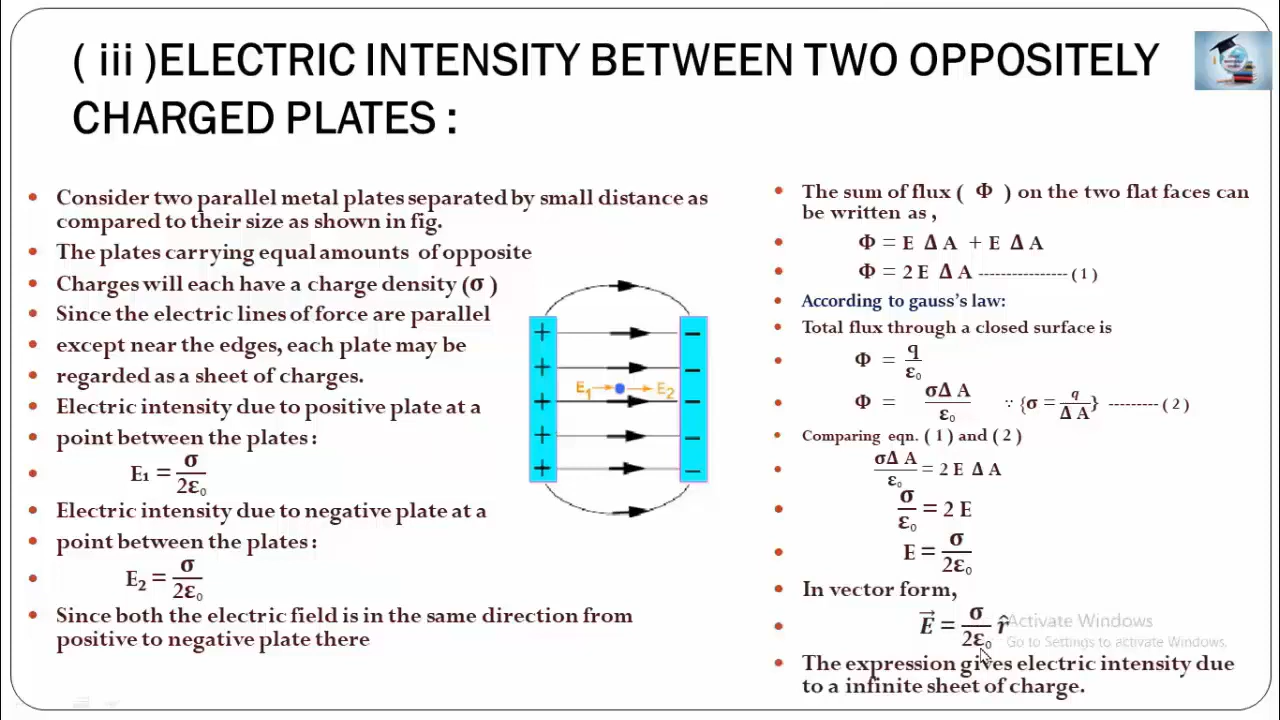 ( iii )ELECTRIC INTENSITY BETWEEN TWO OPPOSITELY
CHARGED PLATES :
Consider two parallel metal plates separated by small distance as
compared to their size as shown in fig.
The plates carrying equal amounts of opposite
Charges will each have a charge density (σ )
Since the electric lines of force are parallel
except near the edges, each plate may be
regarded as a sheet of charges.
Electric intensity due to positive plate at a
point between the plates :
E₁ = σ/2ε₀
Electric intensity due to negative plate at a
point between the plates :
E₂ = σ/2ε₀
Since both the electric field is in the same direction from
positive to negative plate there
+ −
+ −
E₁ E₂
+ −
+ −
+ −
The sum of flux ( Φ ) on the two flat faces can
be written as ,
Φ = E Δ A + E Δ A
Φ = 2 E Δ A ---------------- ( 1 )
According to gauss's law:
Total flux through a closed surface is
Φ = q/ε₀
Φ = σΔ A/ε₀ ∵ {σ = q/Δ A} --------- ( 2 )
Comparing eqn. ( 1 ) and ( 2 )
σΔ A/ε₀ = 2 E Δ A
σ/ε₀ = 2 E
E = σ/2ε₀
In vector form,
E⃗ = σ/2ε₀ r̂
Activate Windows
Go to Settings to activate Windows.
The expression gives electric intensity due
to a infinite sheet of charge.